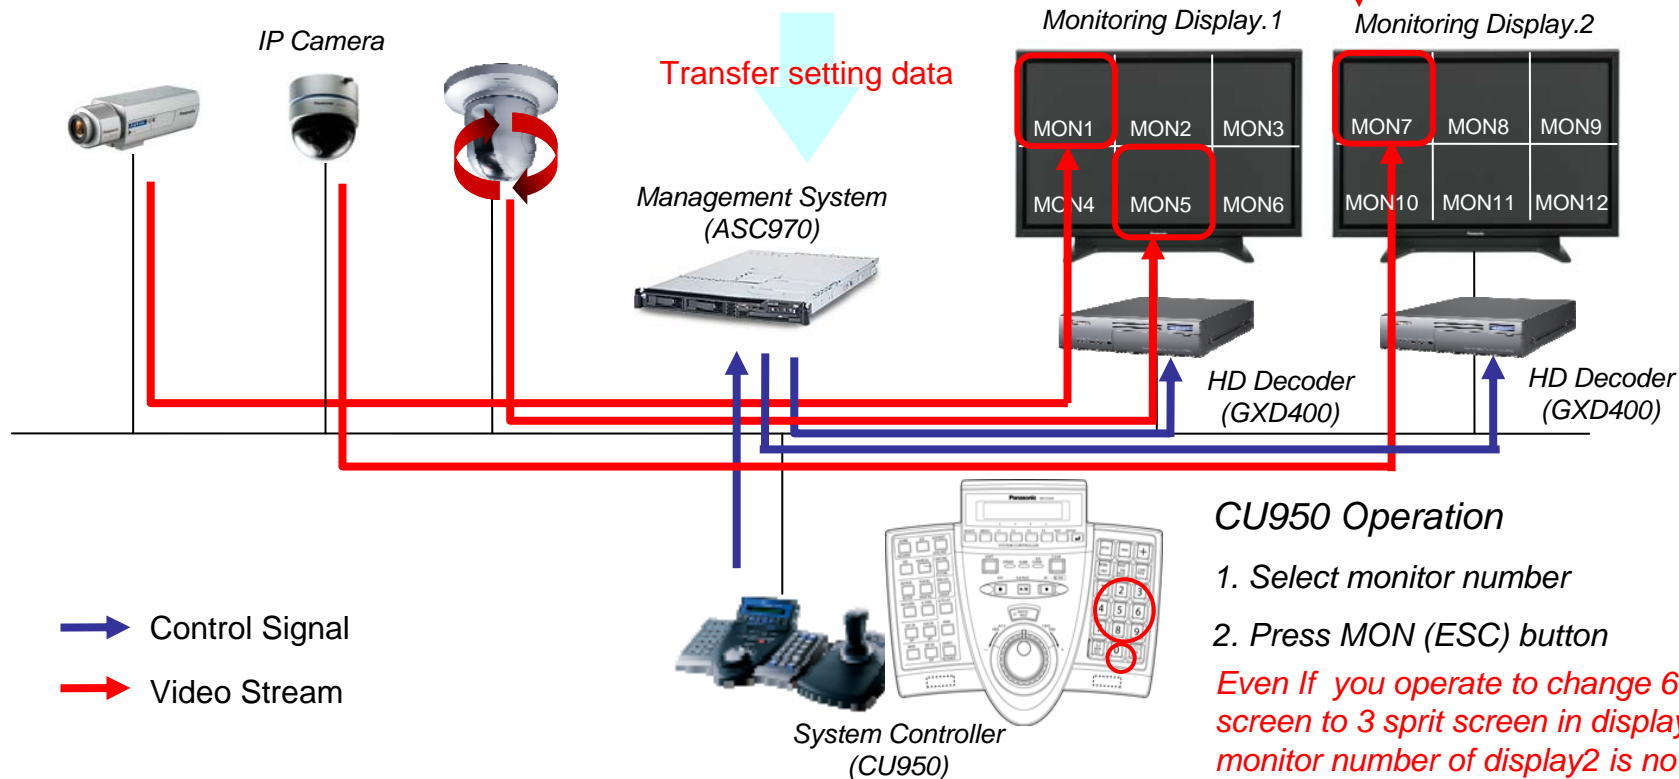 IP Camera
Transfer setting data
Monitoring Display.1
Monitoring Display.2
MON1 MON2 MON3
MON4 MON5 MON6
MON7 MON8 MON9
MON10 MON11 MON12
Management System
(ASC970)
HD Decoder
(GXD400)
HD Decoder
(GXD400)
Control Signal
Video Stream
System Controller
(CU950)
Panasonic
CU950 Operation
1. Select monitor number
2. Press MON (ESC) button
Even If you operate to change 6
screen to 3 sprit screen in display
monitor number of display2 is no